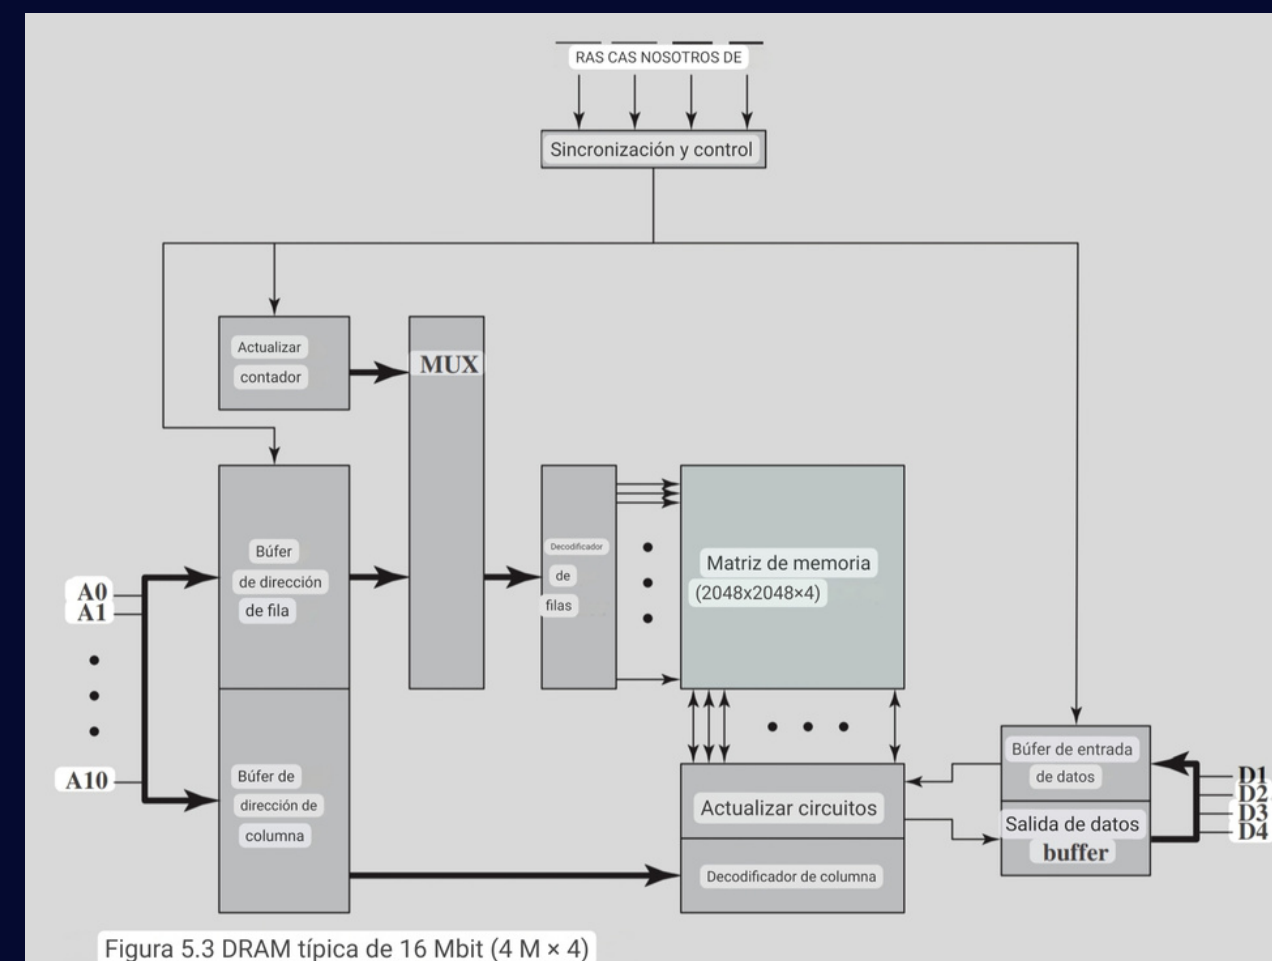 RAS CAS NOSOTROS DE
Sincronización y control
Actualizar
contador
MUX
Búfer
de dirección
de fila
Decodificador
de
filas
Matriz de memoria
(2048x2048×4)
A0
A1
A10
Búfer de
dirección de
columna
Actualizar circuitos
Decodificador de columna
Búfer de entrada
de datos
Salida de datos
buffer
D1
D2
D3
D4
Figura 5.3 DRAM típica de 16 Mbit (4 M × 4)